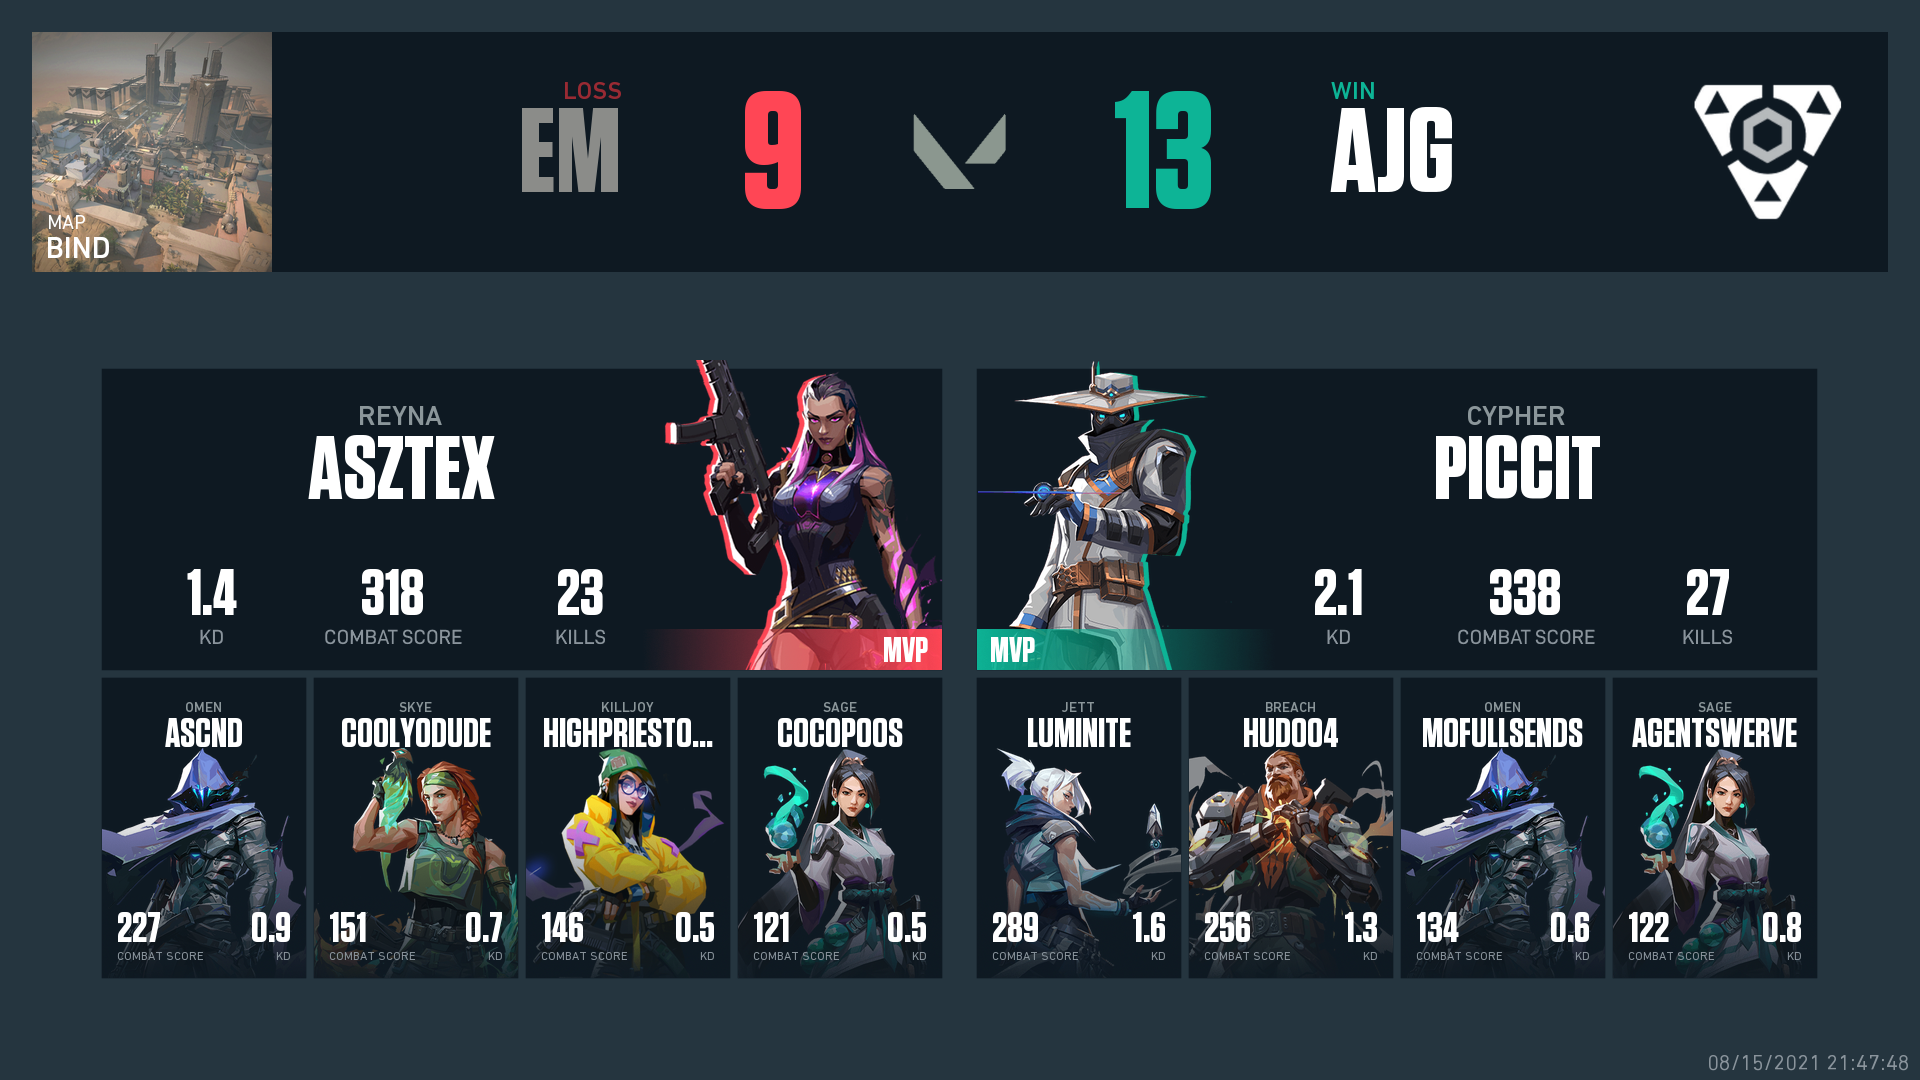 MAP
BIND
LOSS
EM
9
13
WIN
AJG
REYNA
ASZTEX
1.4 318 23
KD COMBAT SCORE KILLS
MVP
CYPHER
PICCIT
2.1 338 27
KD COMBAT SCORE KILLS
MVP
OMEN
ASCND
227 0.9
COMBAT SCORE KD
SKYE
COOLYODUDE
151 0.7
COMBAT SCORE KD
KILLJOY
HIGHPRIESTO...
146 0.5
COMBAT SCORE KD
SAGE
COCOPOOS
121 0.5
COMBAT SCORE KD
JETT
LUMINITE
289 1.6
COMBAT SCORE KD
BREACH
HUDOO4
256 1.3
COMBAT SCORE KD
OMEN
MOFULLSENDS
134 0.6
COMBAT SCORE KD
SAGE
AGENTSWERVE
122 0.8
COMBAT SCORE KD
08/15/2021 21:47:48